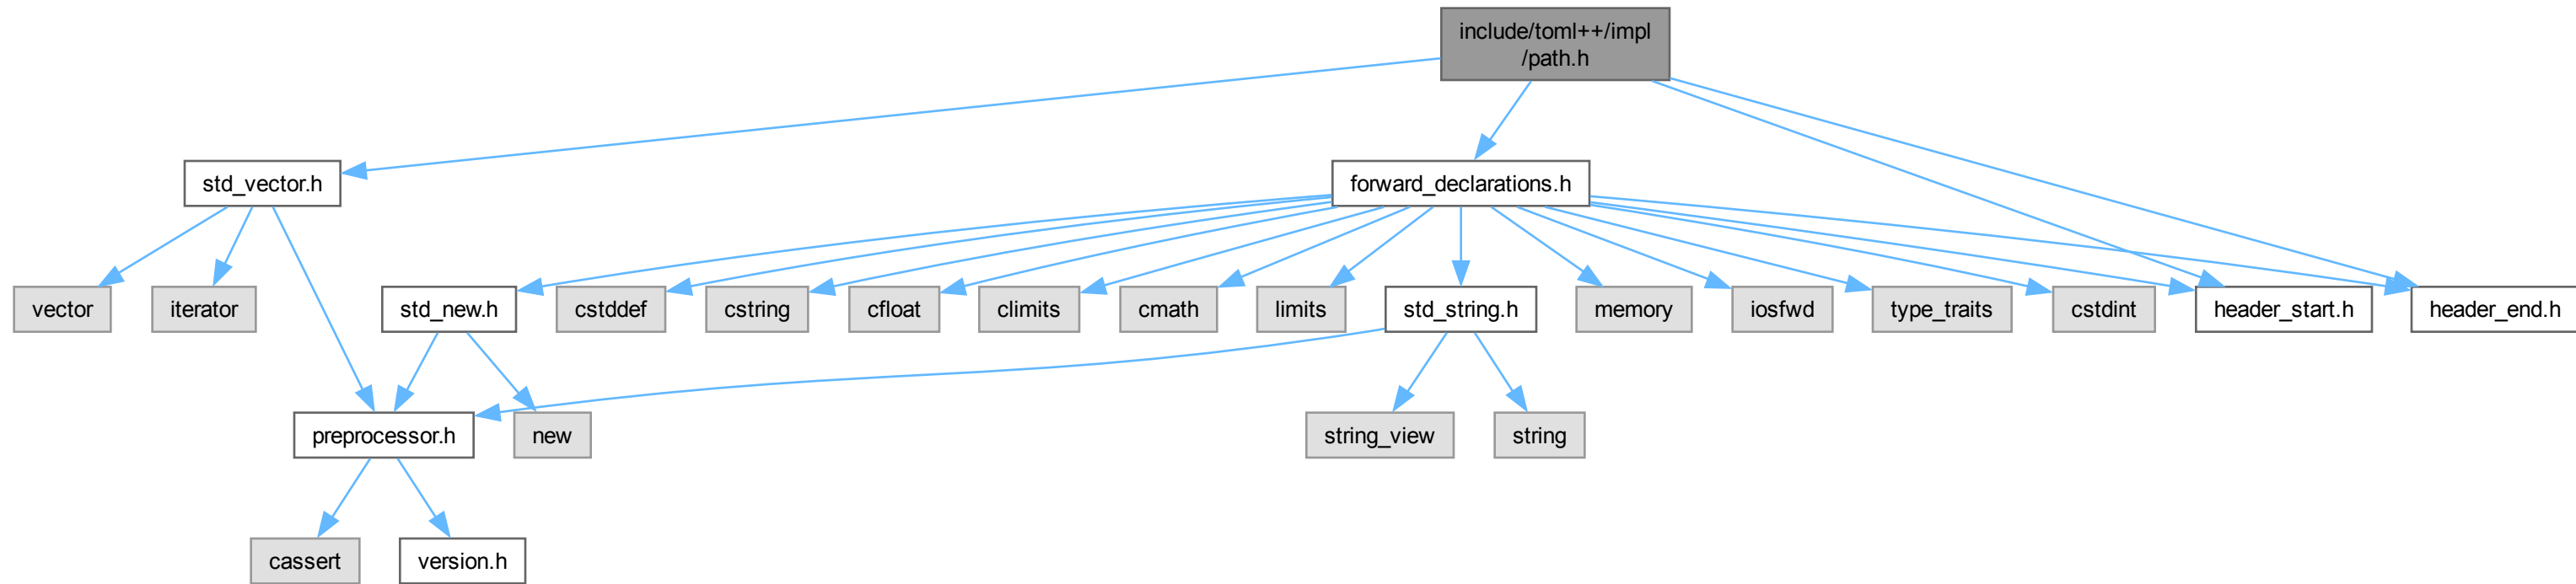 include/toml++/impl
/path.h
std_vector.h
forward_declarations.h
vector
iterator
std_new.h
cstddef
cstring
cfloat
climits
cmath
limits
std_string.h
memory
iosfwd
type_traits
cstdint
header_start.h
header_end.h
preprocessor.h
new
string_view
string
cassert
version.h